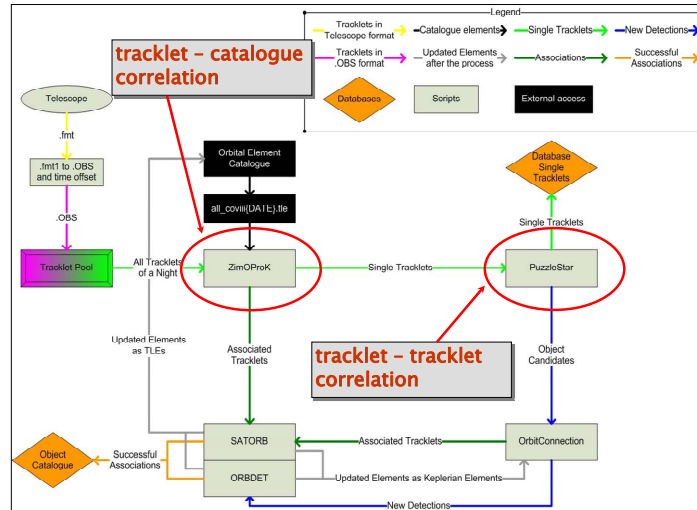 Legend
Tracklets in
Telescope format
Catalogue elements
Single Tracklets
New Detections
Tracklets in
.OBS format
Updated Elements
after the process
Associations
Successful
Associations
Databases
Scripts
External access
tracklet – catalogue
correlation
Telescope
.fmt
.fmt1 to .OBS
and time offset
.OBS
Tracklet Pool
All Tracklets
of a Night
Orbital Element
Catalogue
all_coviii{DATE}.tle
ZimOProK
Single Tracklets
PuzzleStar
Single Tracklets
Database
Single
Tracklets
Updated Elements
as TLEs
Associated
Tracklets
tracklet – tracklet
correlation
Object
Candidates
SATORB
ORBDET
Associated Tracklets
OrbitConnection
Successful
Associations
Object
Catalogue
Updated Elements as Keplerian Elements
New Detections